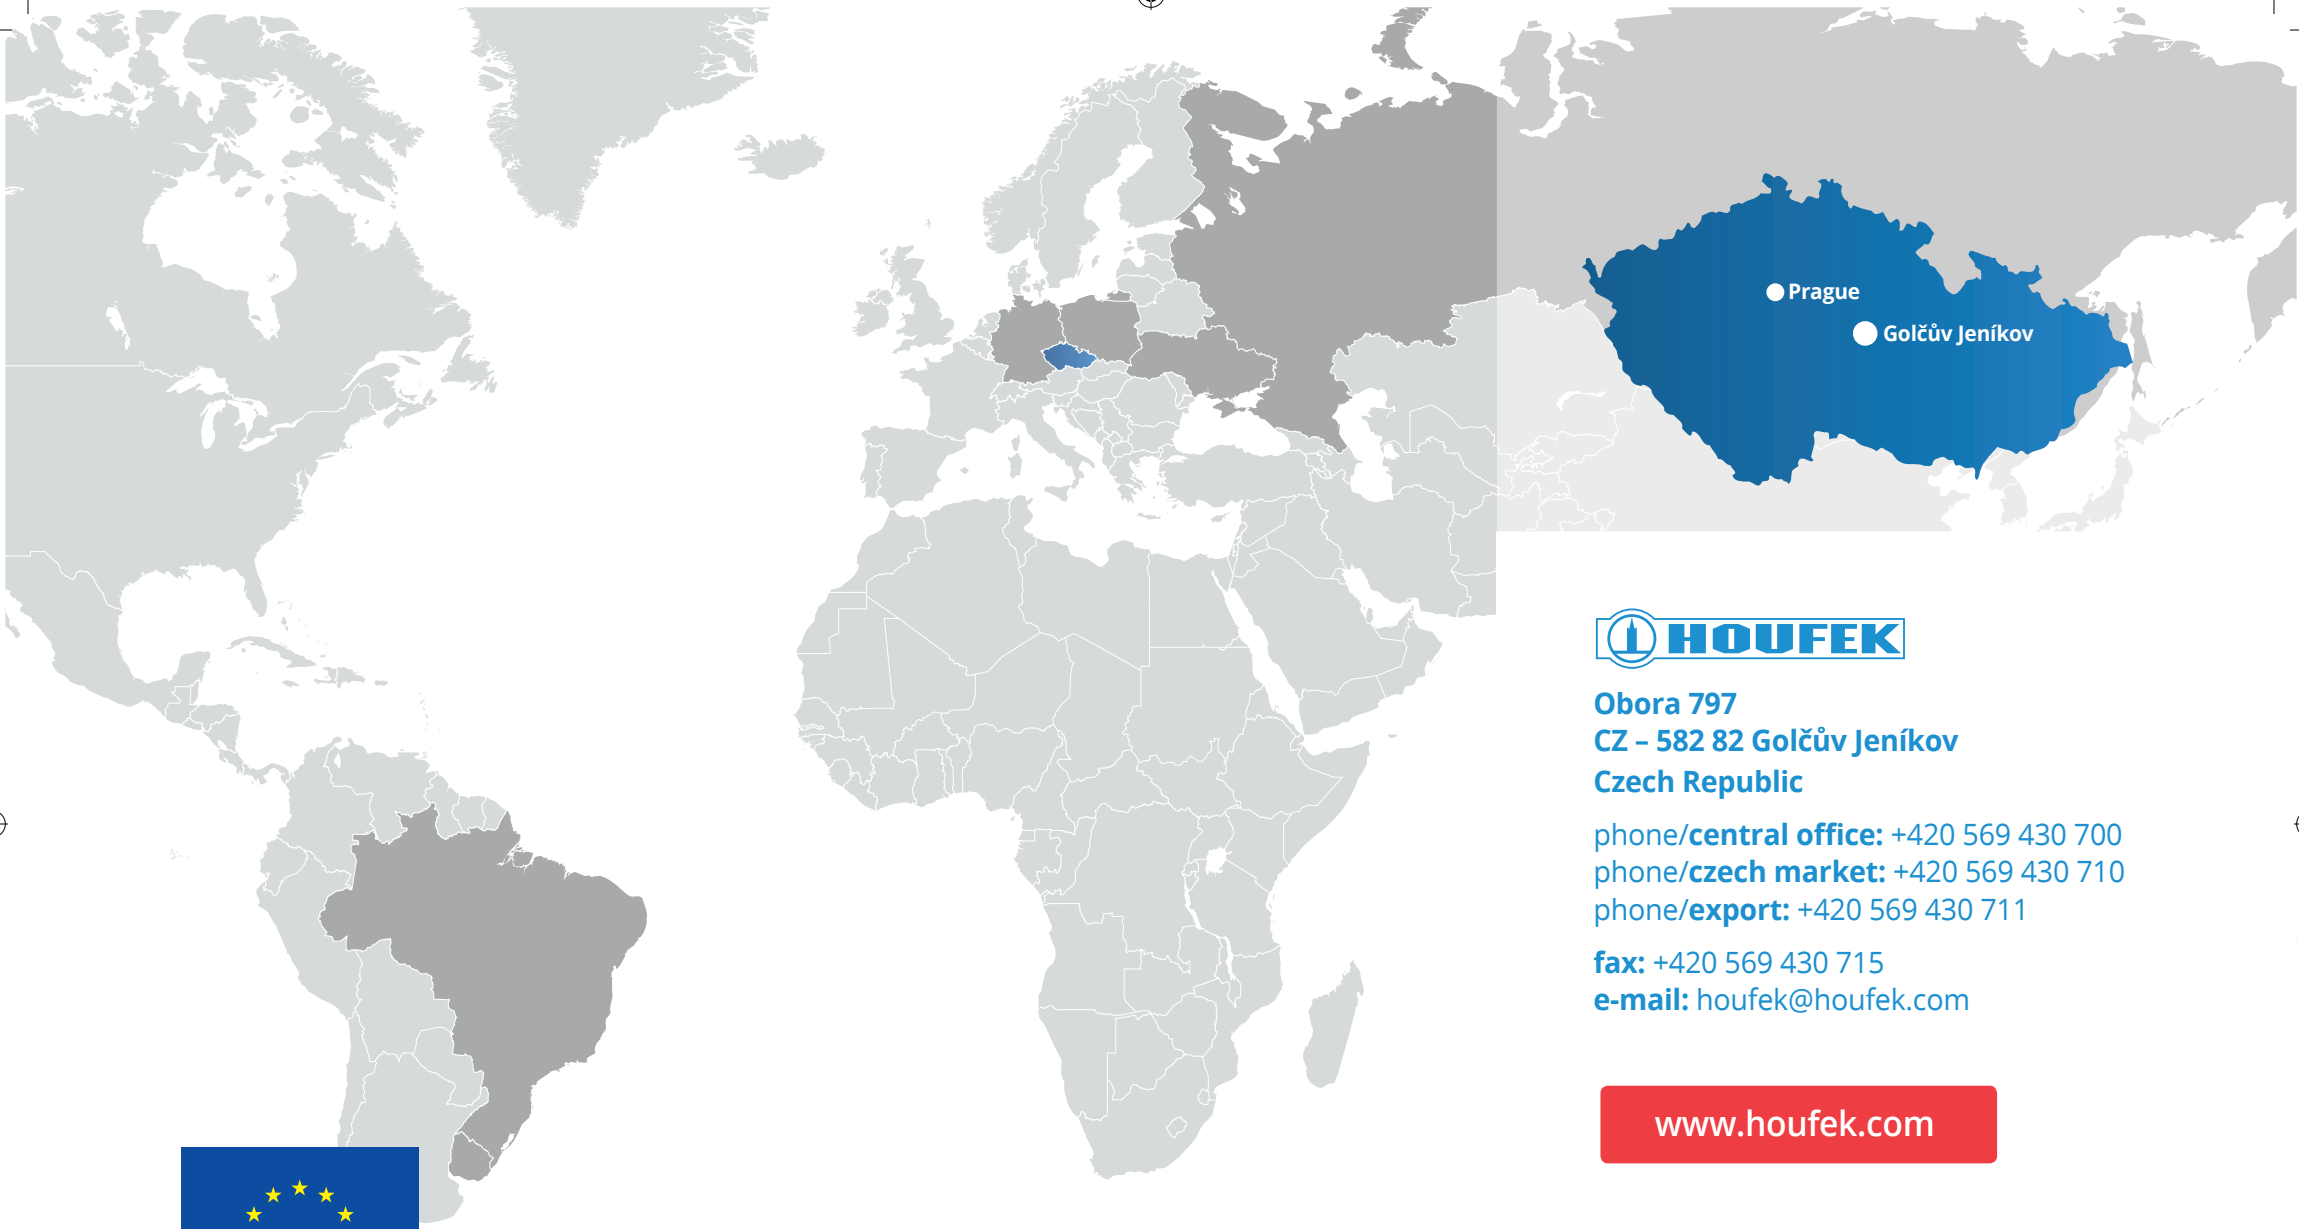 Prague
Golčův Jeníkov
HOUFEK
Obora 797
CZ – 582 82 Golčův Jeníkov
Czech Republic
phone/central office: +420 569 430 700
phone/czech market: +420 569 430 710
phone/export: +420 569 430 711
fax: +420 569 430 715
e-mail: houfek@houfek.com
www.houfek.com